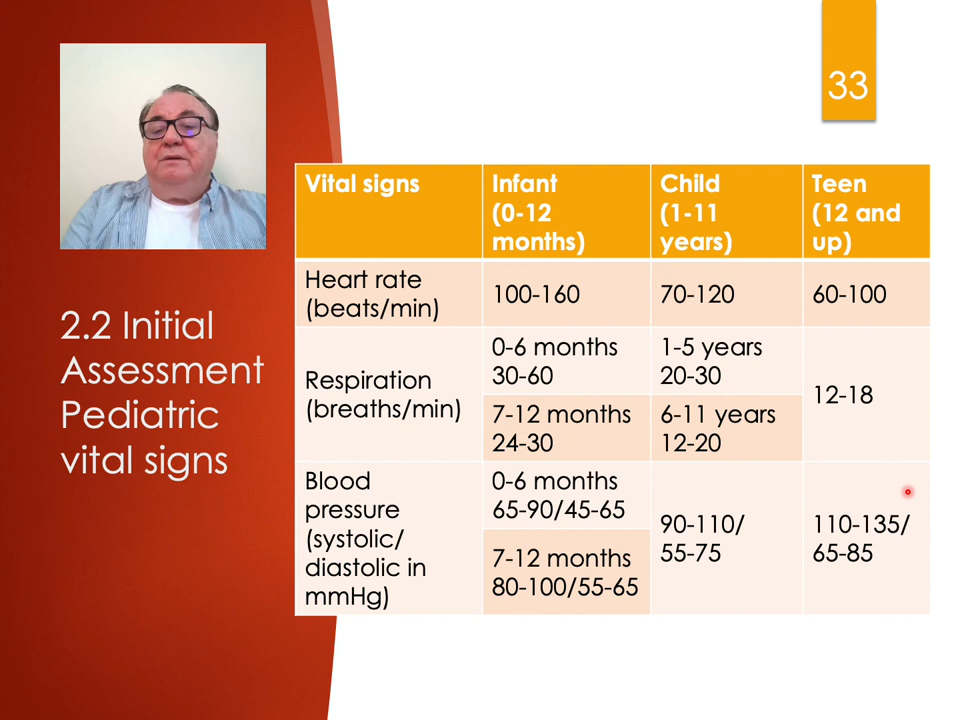 33
2.2 Initial
Assessment
Pediatric
vital signs
Vital signs
Infant
(0-12
months)
Child
(1-11
years)
Teen
(12 and
up)
Heart rate
(beats/min)
100-160
70-120
60-100
Respiration
(breaths/min)
0-6 months
30-60
7-12 months
24-30
1-5 years
20-30
6-11 years
12-20
12-18
Blood
pressure
(systolic/
diastolic in
mmHg)
0-6 months
65-90/45-65
7-12 months
80-100/55-65
90-110/
55-75
110-135/
65-85